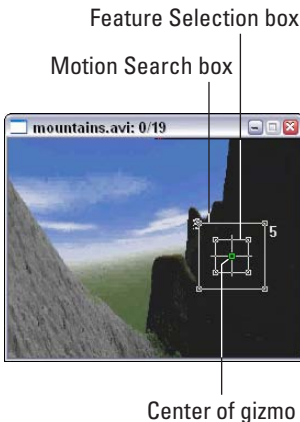 Feature Selection box
Motion Search box
mountains.avi: 0/19
5
Center of gizmo